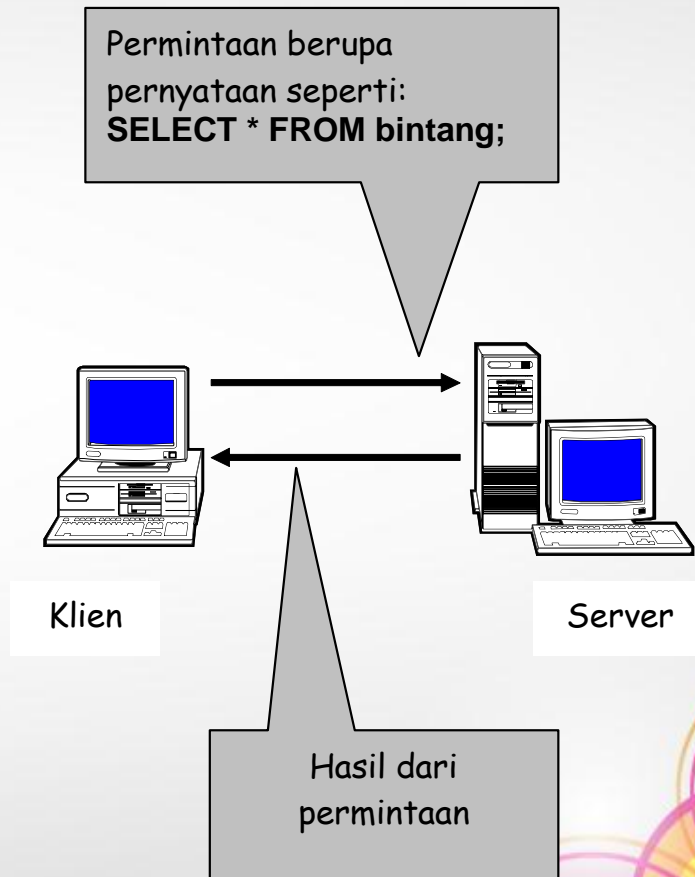 Permintaan berupa
pernyataan seperti:
SELECT * FROM bintang;
Klien
Server
Hasil dari
permintaan